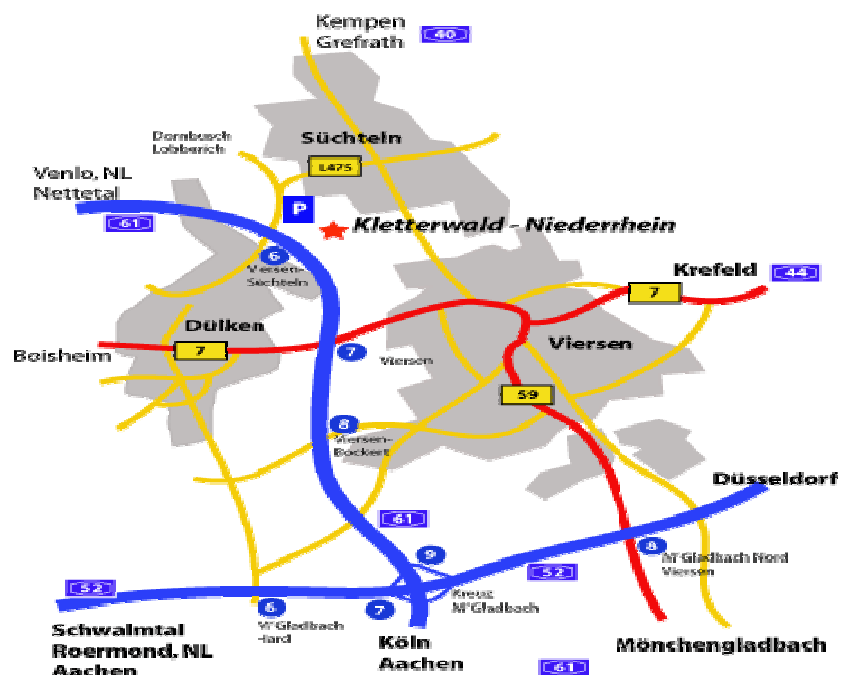 Kempen
Grefrath
40
Dornbusch
Lobberich
Süchteln
L475
Venlo, NL
Nettetal
61
P
Kletterwald - Niederrhein
6
Viersen-
Süchteln
Krefeld
44
7
Dülken
Boisheim
7
7
Viersen
Viersen
59
8
Viersen-
Bockert
Düsseldorf
61
9
8
M'Gladbach Nord
Viersen
52
52
Kreuz
M'Gladbach
6
7
M'Gladbach
Schwalmtal
Roermond, NL
Aachen
Köln
Aachen
Mönchengladbach
61